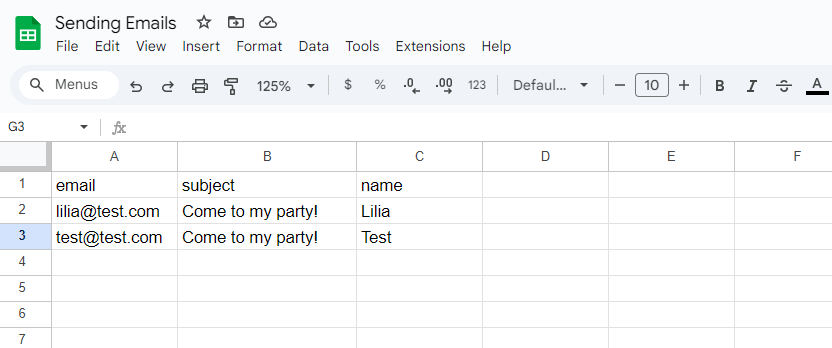 Sending Emails
File Edit View Insert Format Data Tools Extensions Help
Menus 125% $ % .0 .00 123 Defaul... − 10 + B I S A
G3 fx
A B C D E F
1 email subject name
2 lilia@test.com Come to my party! Lilia
3 test@test.com Come to my party! Test
4
5
6
7